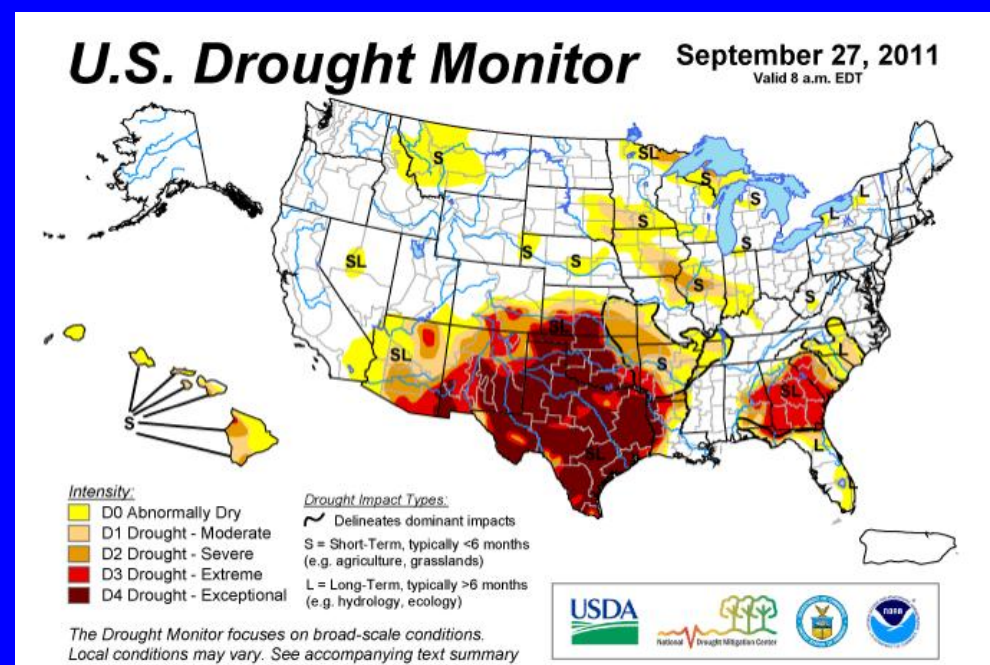 U.S. Drought Monitor
September 27, 2011
Valid 8 a.m. EDT
S
SL
S
S
L
L
S
S
S
S
SL
S
S
SL
SL
S
L
SL
S
L
SL
L
Intensity:
D0 Abnormally Dry
D1 Drought - Moderate
D2 Drought - Severe
D3 Drought - Extreme
D4 Drought - Exceptional
Drought Impact Types:
Delineates dominant impacts
S = Short-Term, typically <6 months
(e.g. agriculture, grasslands)
L = Long-Term, typically >6 months
(e.g. hydrology, ecology)
The Drought Monitor focuses on broad-scale conditions.
Local conditions may vary. See accompanying text summary
USDA
National Drought Mitigation Center
NOAA